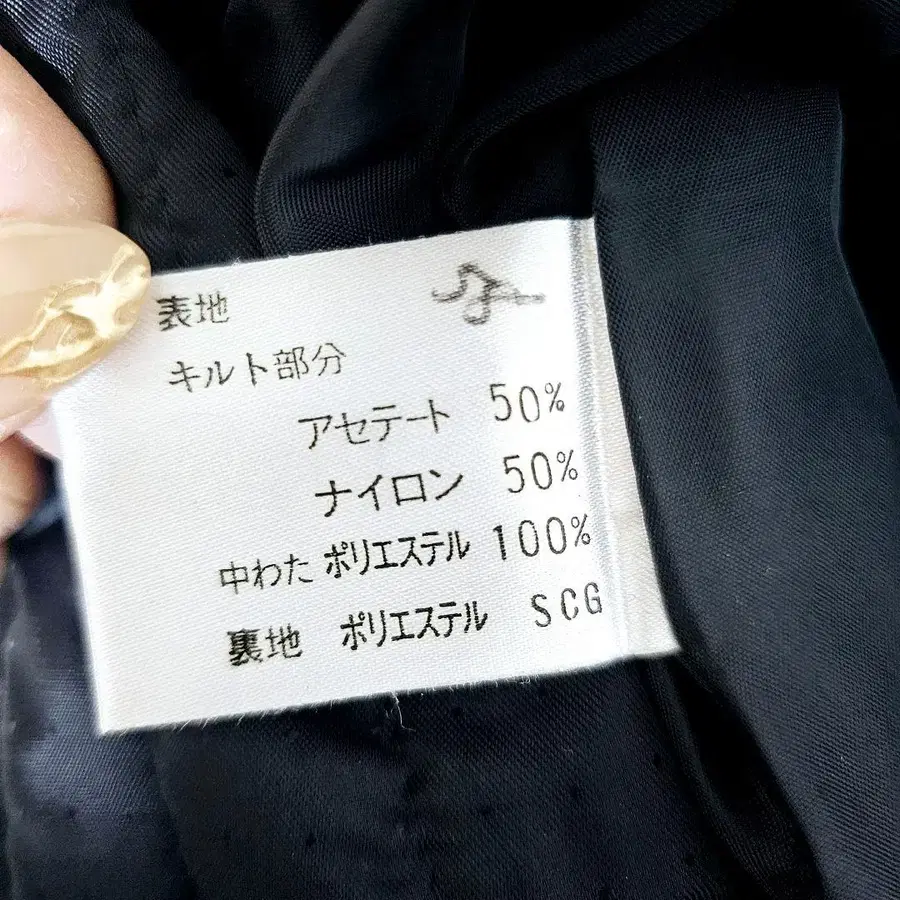 表地
キルト部分
アセテート 50%
ナイロン 50%
中わた ポリエステル 100%
裏地 ポリエステル SCG